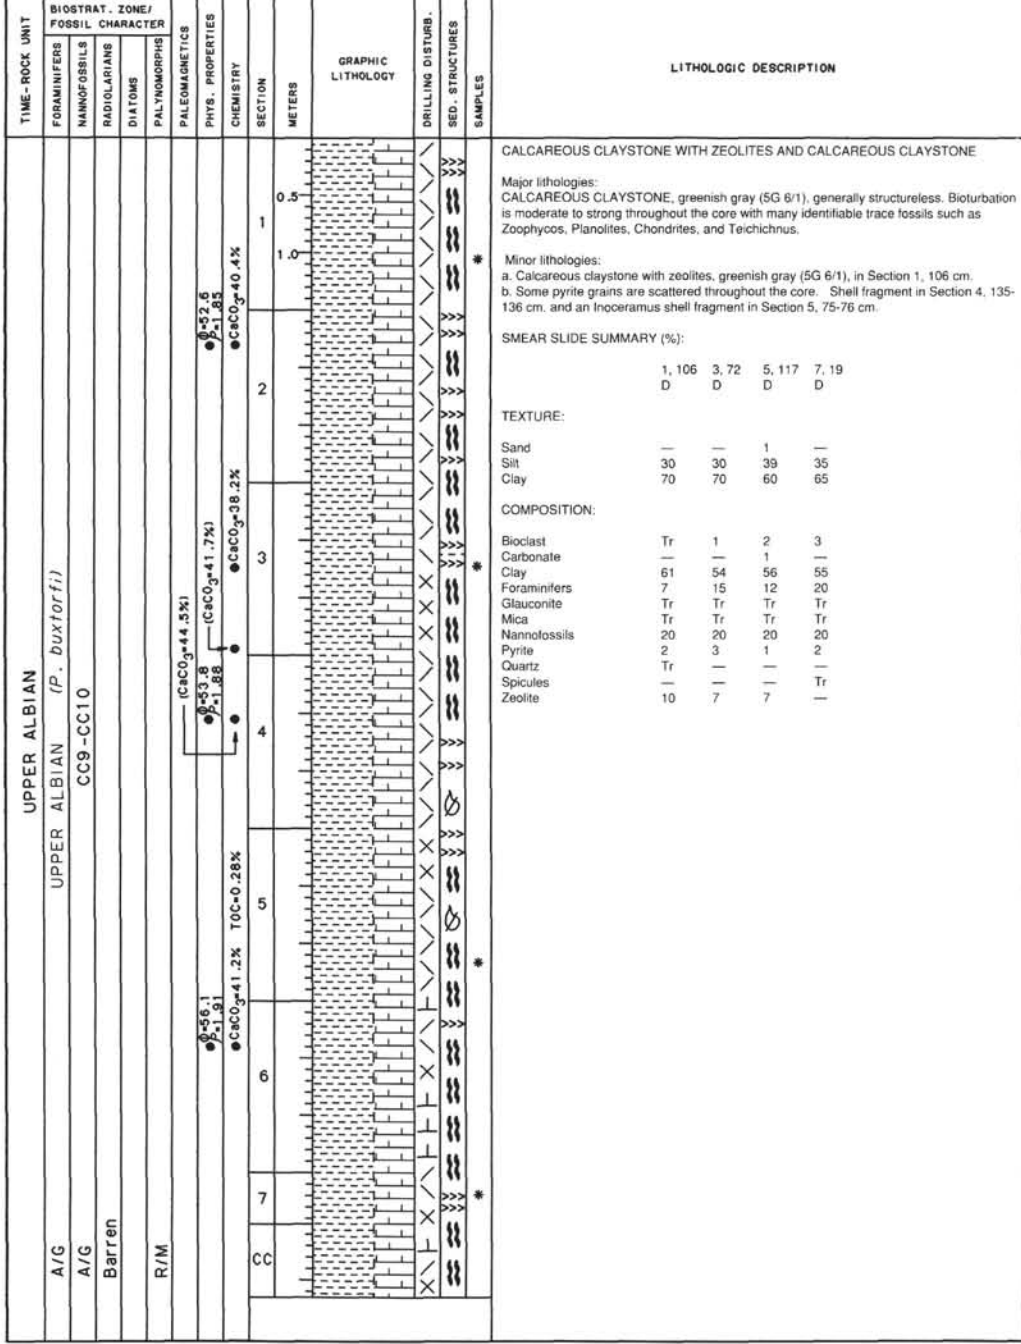 TIME-ROCK UNIT
BIOSTRAT. ZONE/
FOSSIL CHARACTER
FORAMINIFERS
NANNOFOSSILS
RADIOLARIANS
DIATOMS
PALYNOMORPHS
PALEOMAGNETICS
PHYS. PROPERTIES
CHEMISTRY
SECTION
METERS
GRAPHIC
LITHOLOGY
DRILLING DISTURB.
SED. STRUCTURES
SAMPLES
LITHOLOGIC DESCRIPTION
UPPER ALBIAN
UPPER ALBIAN (P. buxtorfi)
CC9-CC10
A/G
A/G
Barren
R/M
Φ=52.6
P=1.85
CaCO3=40.4%
CaCO3=38.2%
(CaCO3=41.7%)
(CaCO3=44.5%)
Φ=53.8
P=1.88
CaCO3=41.2% TOC=0.28%
Φ=56.1
P=1.91
1
0.5
1.0
2
3
4
5
6
7
CC
CALCAREOUS CLAYSTONE WITH ZEOLITES AND CALCAREOUS CLAYSTONE
Major lithologies:
CALCAREOUS CLAYSTONE, greenish gray (5G 6/1), generally structureless. Bioturbation
is moderate to strong throughout the core with many identifiable trace fossils such as
Zoophycos, Planolites, Chondrites, and Teichichnus.
Minor lithologies:
a. Calcareous claystone with zeolites, greenish gray (5G 6/1), in Section 1, 106 cm.
b. Some pyrite grains are scattered throughout the core. Shell fragment in Section 4, 135-
136 cm. and an Inoceramus shell fragment in Section 5, 75-76 cm.
SMEAR SLIDE SUMMARY (%):
1, 106 3, 72 5, 117 7, 19
D D D D
TEXTURE:
Sand — — 1 —
Silt 30 30 39 35
Clay 70 70 60 65
COMPOSITION:
Bioclast Tr 1 2 3
Carbonate — — 1 —
Clay 61 54 56 55
Foraminifers 7 15 12 20
Glauconite Tr Tr Tr Tr
Mica Tr Tr Tr Tr
Nannofossils 20 20 20 20
Pyrite 2 3 1 2
Quartz Tr — — —
Spicules — — — Tr
Zeolite 10 7 7 —